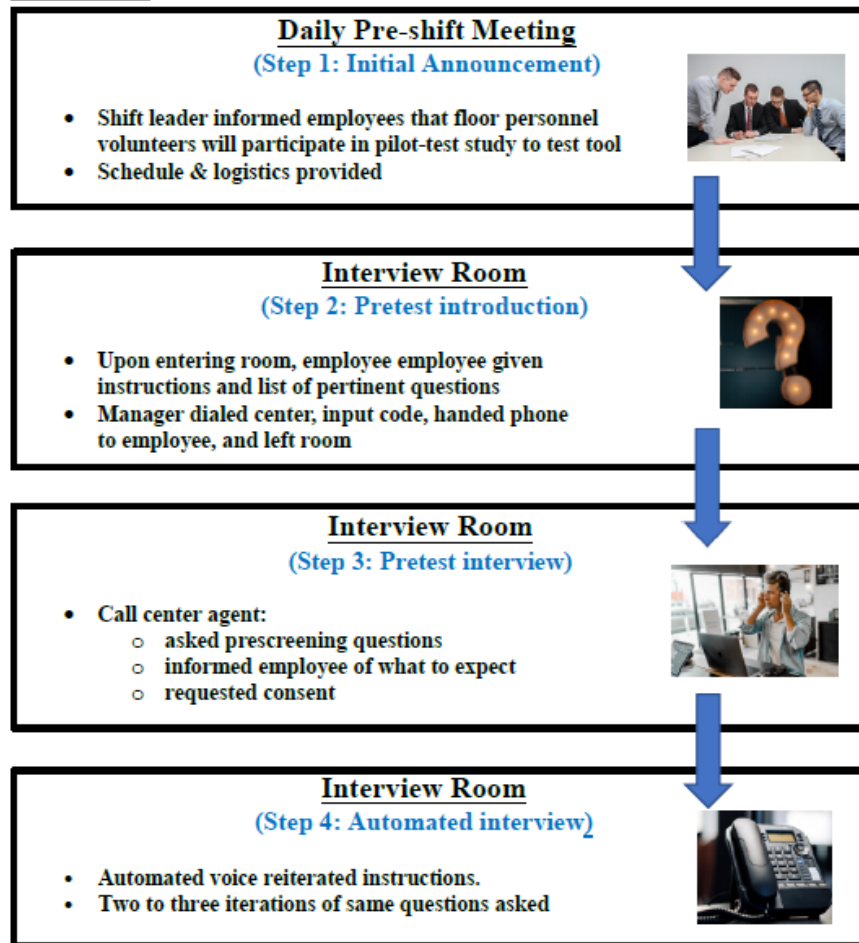 Daily Pre-shift Meeting
(Step 1: Initial Announcement)
• Shift leader informed employees that floor personnel
volunteers will participate in pilot-test study to test tool
• Schedule & logistics provided
Interview Room
(Step 2: Pretest introduction)
• Upon entering room, employee employee given
instructions and list of pertinent questions
• Manager dialed center, input code, handed phone
to employee, and left room
Interview Room
(Step 3: Pretest interview)
• Call center agent:
o asked prescreening questions
o informed employee of what to expect
o requested consent
Interview Room
(Step 4: Automated interview)
• Automated voice reiterated instructions.
• Two to three iterations of same questions asked